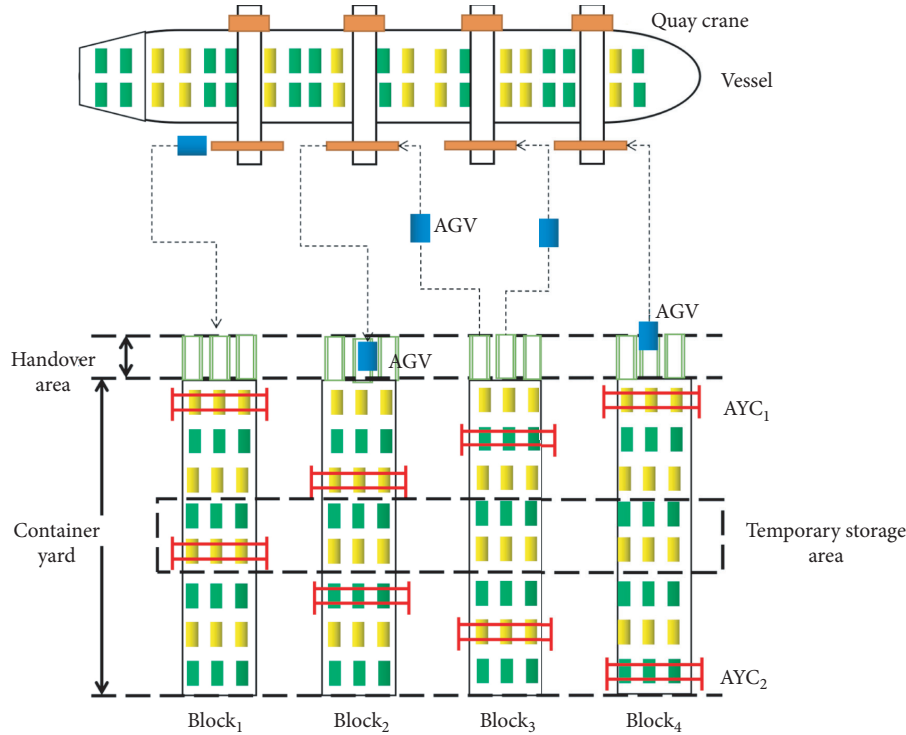 Quay crane
Vessel
AGV
AGV
Handover
area
AGV
AYC₁
Container
yard
Temporary storage
area
AYC₂
Block₁
Block₂
Block₃
Block₄